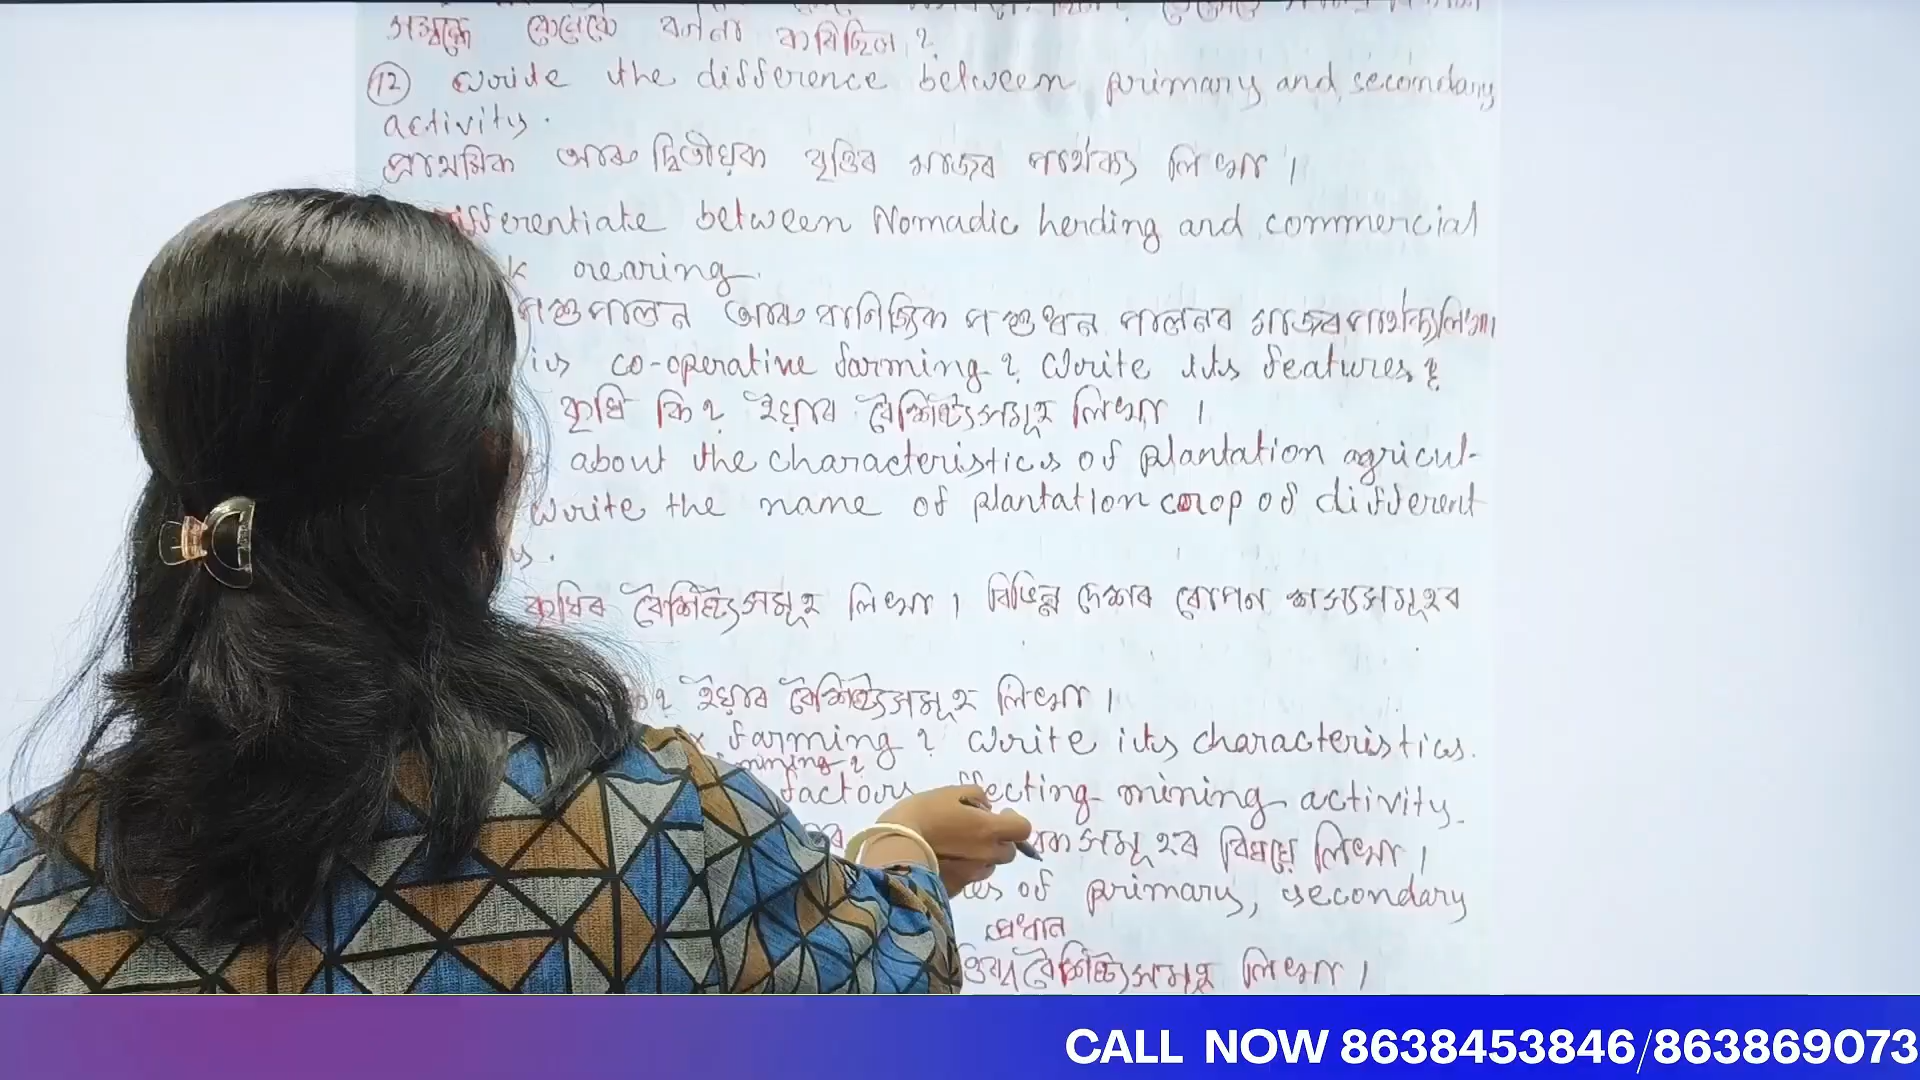 সম্বন্ধে কেনেকৈ বৰ্ণনা কৰিছিল ?
12 Write the difference between primary and secondary
activity.
প্ৰাথমিক আৰু দ্বিতীয়ক বৃত্তিৰ মাজৰ পাৰ্থক্য লিখা ।
ifferentiate between Nomadic herding and commercial
k rearing.
পশুপালন আৰু বাণিজ্যিক পশুধন পালনৰ মাজৰ পাৰ্থক্য লিখা।
is co-operative farming? Write its features?
কৃষি কি? ইয়াৰ বৈশিষ্ট্যসমূহ লিখা ।
about the characteristics of plantation agricul-
Write the name of plantation crop of different
s.
কৃষিৰ বৈশিষ্ট্যসমূহ লিখা । বিভিন্ন দেশৰ ৰোপণ শস্যসমূহৰ
? ইয়াৰ বৈশিষ্ট্যসমূহ লিখা ।
farming? Write its characteristics.
mining?
factors ffecting mining activity.
কসমূহৰ বিষয়ে লিখা ।
es of primary, secondary
প্ৰধান
বৈশিষ্ট্যসমূহ লিখা ।
CALL NOW 8638453846/863869073